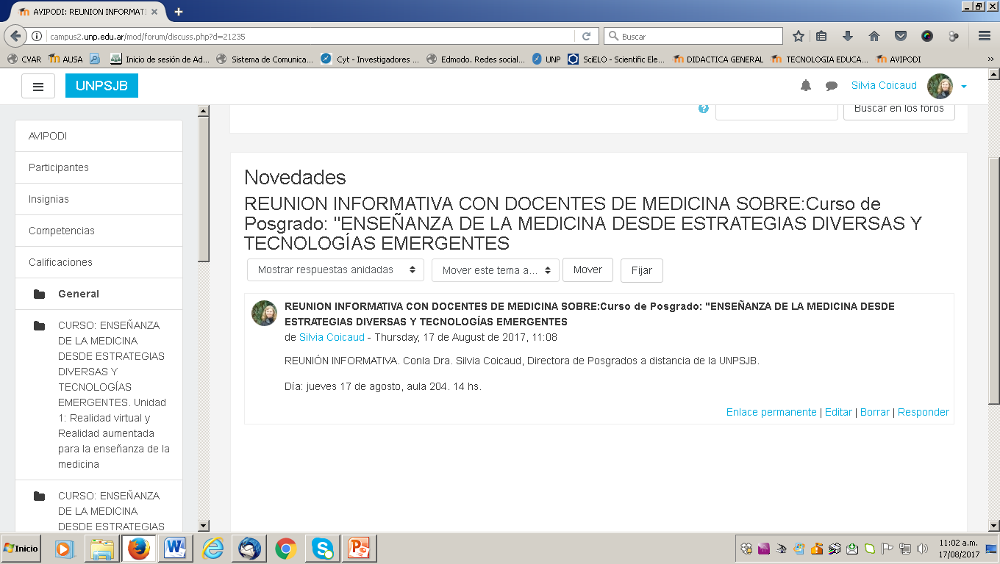 AVIPODI: REUNION INFORMATI
campus2.unp.edu.ar/mod/forum/discuss.php?d=21235
Buscar
CVAR
AUSA
Inicio de sesión de Ad...
Sistema de Comunica...
Cyt - Investigadores ...
Edmodo. Redes social...
UNP
SciELO - Scientific Ele...
DIDACTICA GENERAL
TECNOLOGIA EDUCA...
AVIPODI
UNPSJB
Silvia Coicaud
Buscar en los foros
AVIPODI
Participantes
Insignias
Competencias
Calificaciones
General
CURSO: ENSEÑANZA
DE LA MEDICINA
DESDE ESTRATEGIAS
DIVERSAS Y
TECNOLOGÍAS
EMERGENTES. Unidad
1: Realidad virtual y
Realidad aumentada
para la enseñanza de la
medicina
CURSO: ENSEÑANZA
DE LA MEDICINA
DESDE ESTRATEGIAS
Novedades
REUNION INFORMATIVA CON DOCENTES DE MEDICINA SOBRE:Curso de
Posgrado: "ENSEÑANZA DE LA MEDICINA DESDE ESTRATEGIAS DIVERSAS Y
TECNOLOGÍAS EMERGENTES
Mostrar respuestas anidadas
Mover este tema a...
Mover
Fijar
REUNION INFORMATIVA CON DOCENTES DE MEDICINA SOBRE:Curso de Posgrado: "ENSEÑANZA DE LA MEDICINA DESDE
ESTRATEGIAS DIVERSAS Y TECNOLOGÍAS EMERGENTES
de Silvia Coicaud - Thursday, 17 de August de 2017, 11:08
REUNIÓN INFORMATIVA. Conla Dra. Silvia Coicaud, Directora de Posgrados a distancia de la UNPSJB.
Día: jueves 17 de agosto, aula 204. 14 hs.
Enlace permanente | Editar | Borrar | Responder
Inicio
11:02 a.m.
17/08/2017